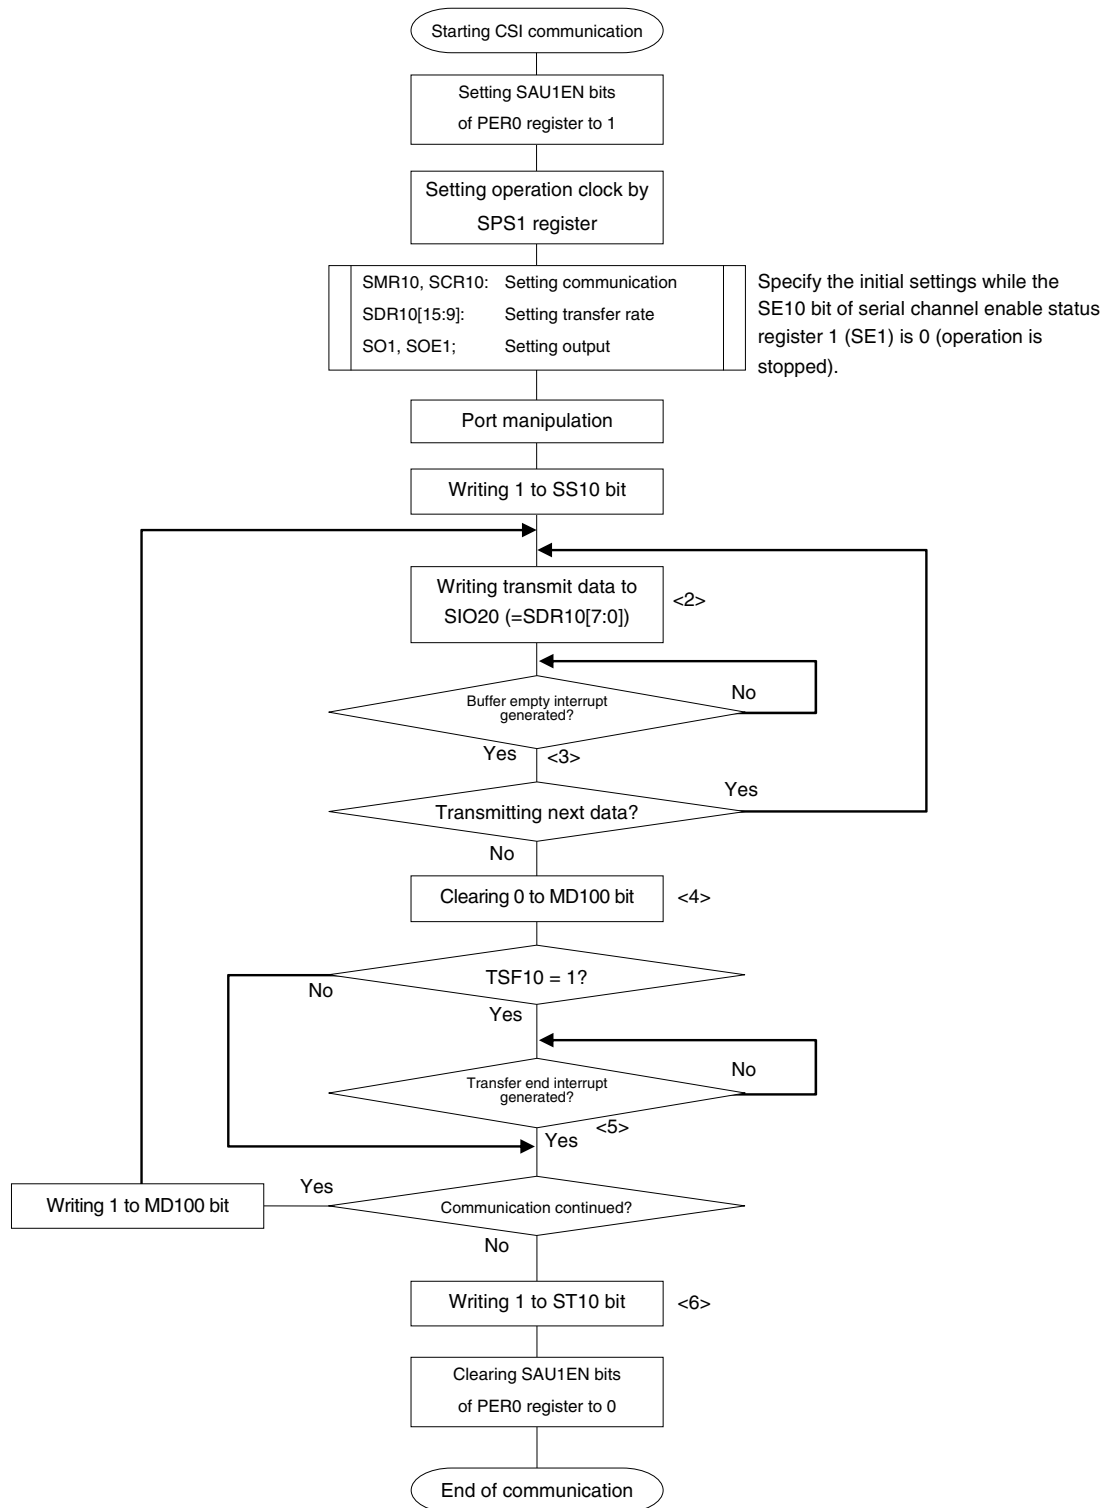 Starting CSI communication
Setting SAU1EN bits
of PER0 register to 1
Setting operation clock by
SPS1 register
SMR10, SCR10: Setting communication
SDR10[15:9]: Setting transfer rate
SO1, SOE1; Setting output
Specify the initial settings while the
SE10 bit of serial channel enable status
register 1 (SE1) is 0 (operation is
stopped).
Port manipulation
Writing 1 to SS10 bit
Writing transmit data to
SIO20 (=SDR10[7:0])
<2>
Buffer empty interrupt
generated?
No
Yes
<3>
Transmitting next data?
Yes
No
Clearing 0 to MD100 bit
<4>
TSF10 = 1?
No
Yes
Transfer end interrupt
generated?
No
<5>
Yes
Communication continued?
Yes
Writing 1 to MD100 bit
No
Writing 1 to ST10 bit
<6>
Clearing SAU1EN bits
of PER0 register to 0
End of communication